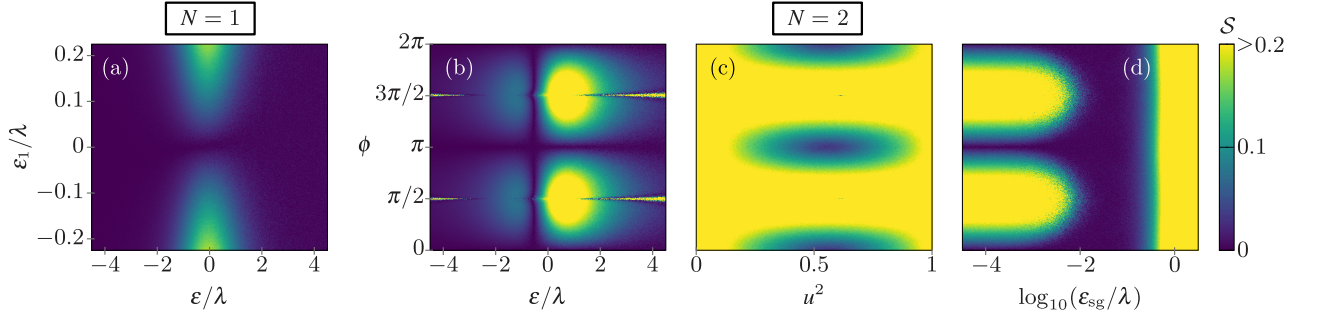 N = 1
N = 2
(a)
0.2
0.1
0
−0.1
−0.2
ε₁/λ
−4 −2 0 2 4
ε/λ
(b)
2π
3π/2
π
π/2
0
ϕ
−4 −2 0 2 4
ε/λ
(c)
0 0.5 1
u²
(d)
−4 −2 0
log₁₀(ε_sg/λ)
𝒮
>0.2
0.1
0